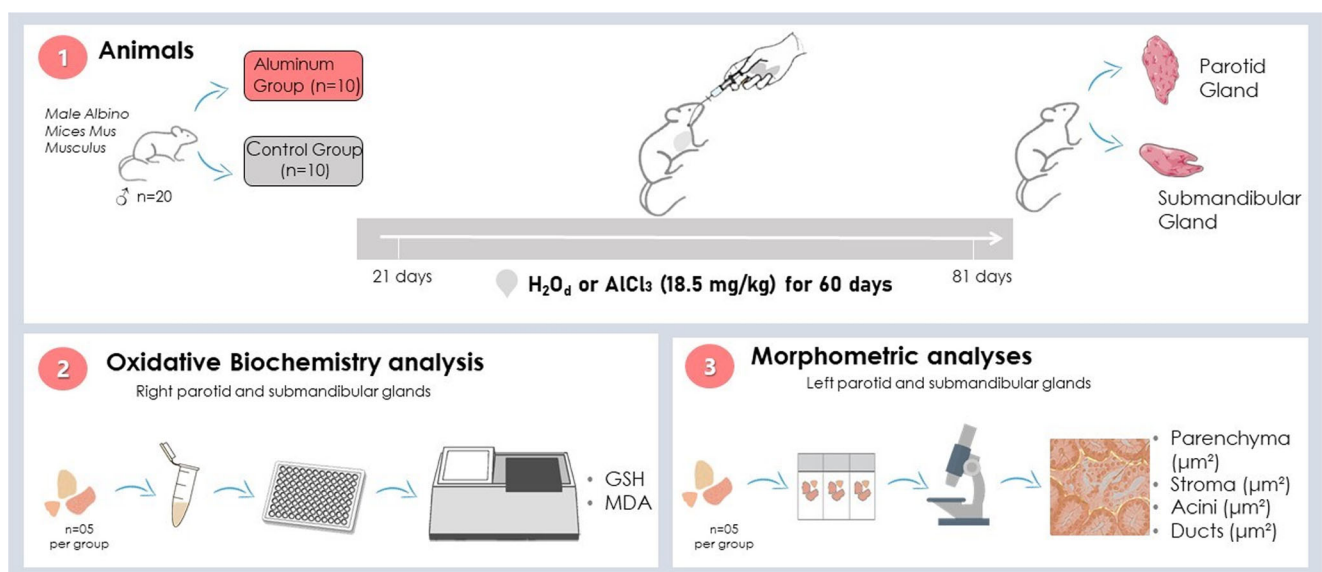 1
Animals
Male Albino
Mices Mus
Musculus
♂ n=20
Aluminum
Group (n=10)
Control Group
(n=10)
Parotid
Gland
Submandibular
Gland
21 days
81 days
H₂O_d or AlCl₃ (18.5 mg/kg) for 60 days
2
Oxidative Biochemistry analysis
Right parotid and submandibular glands
n=05
per group
• GSH
• MDA
3
Morphometric analyses
Left parotid and submandibular glands
n=05
per group
• Parenchyma
(µm²)
• Stroma (µm²)
• Acini (µm²)
• Ducts (µm²)